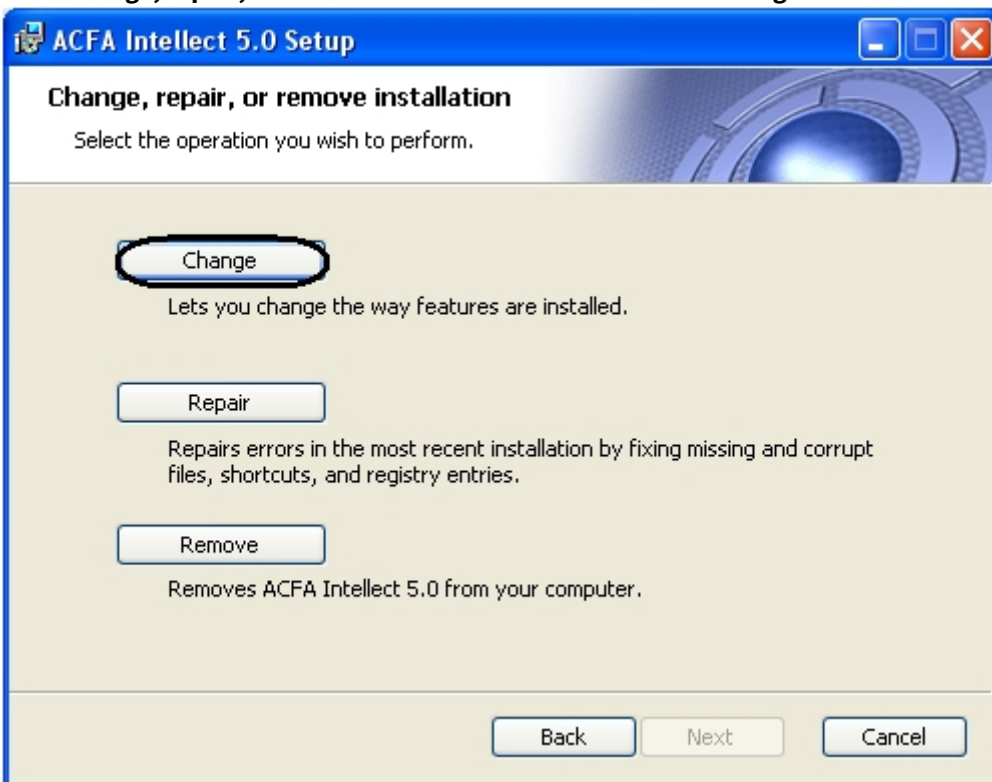 ACFA Intellect 5.0 Setup
Change, repair, or remove installation
Select the operation you wish to perform.
Change
Lets you change the way features are installed.
Repair
Repairs errors in the most recent installation by fixing missing and corrupt
files, shortcuts, and registry entries.
Remove
Removes ACFA Intellect 5.0 from your computer.
Back Next Cancel